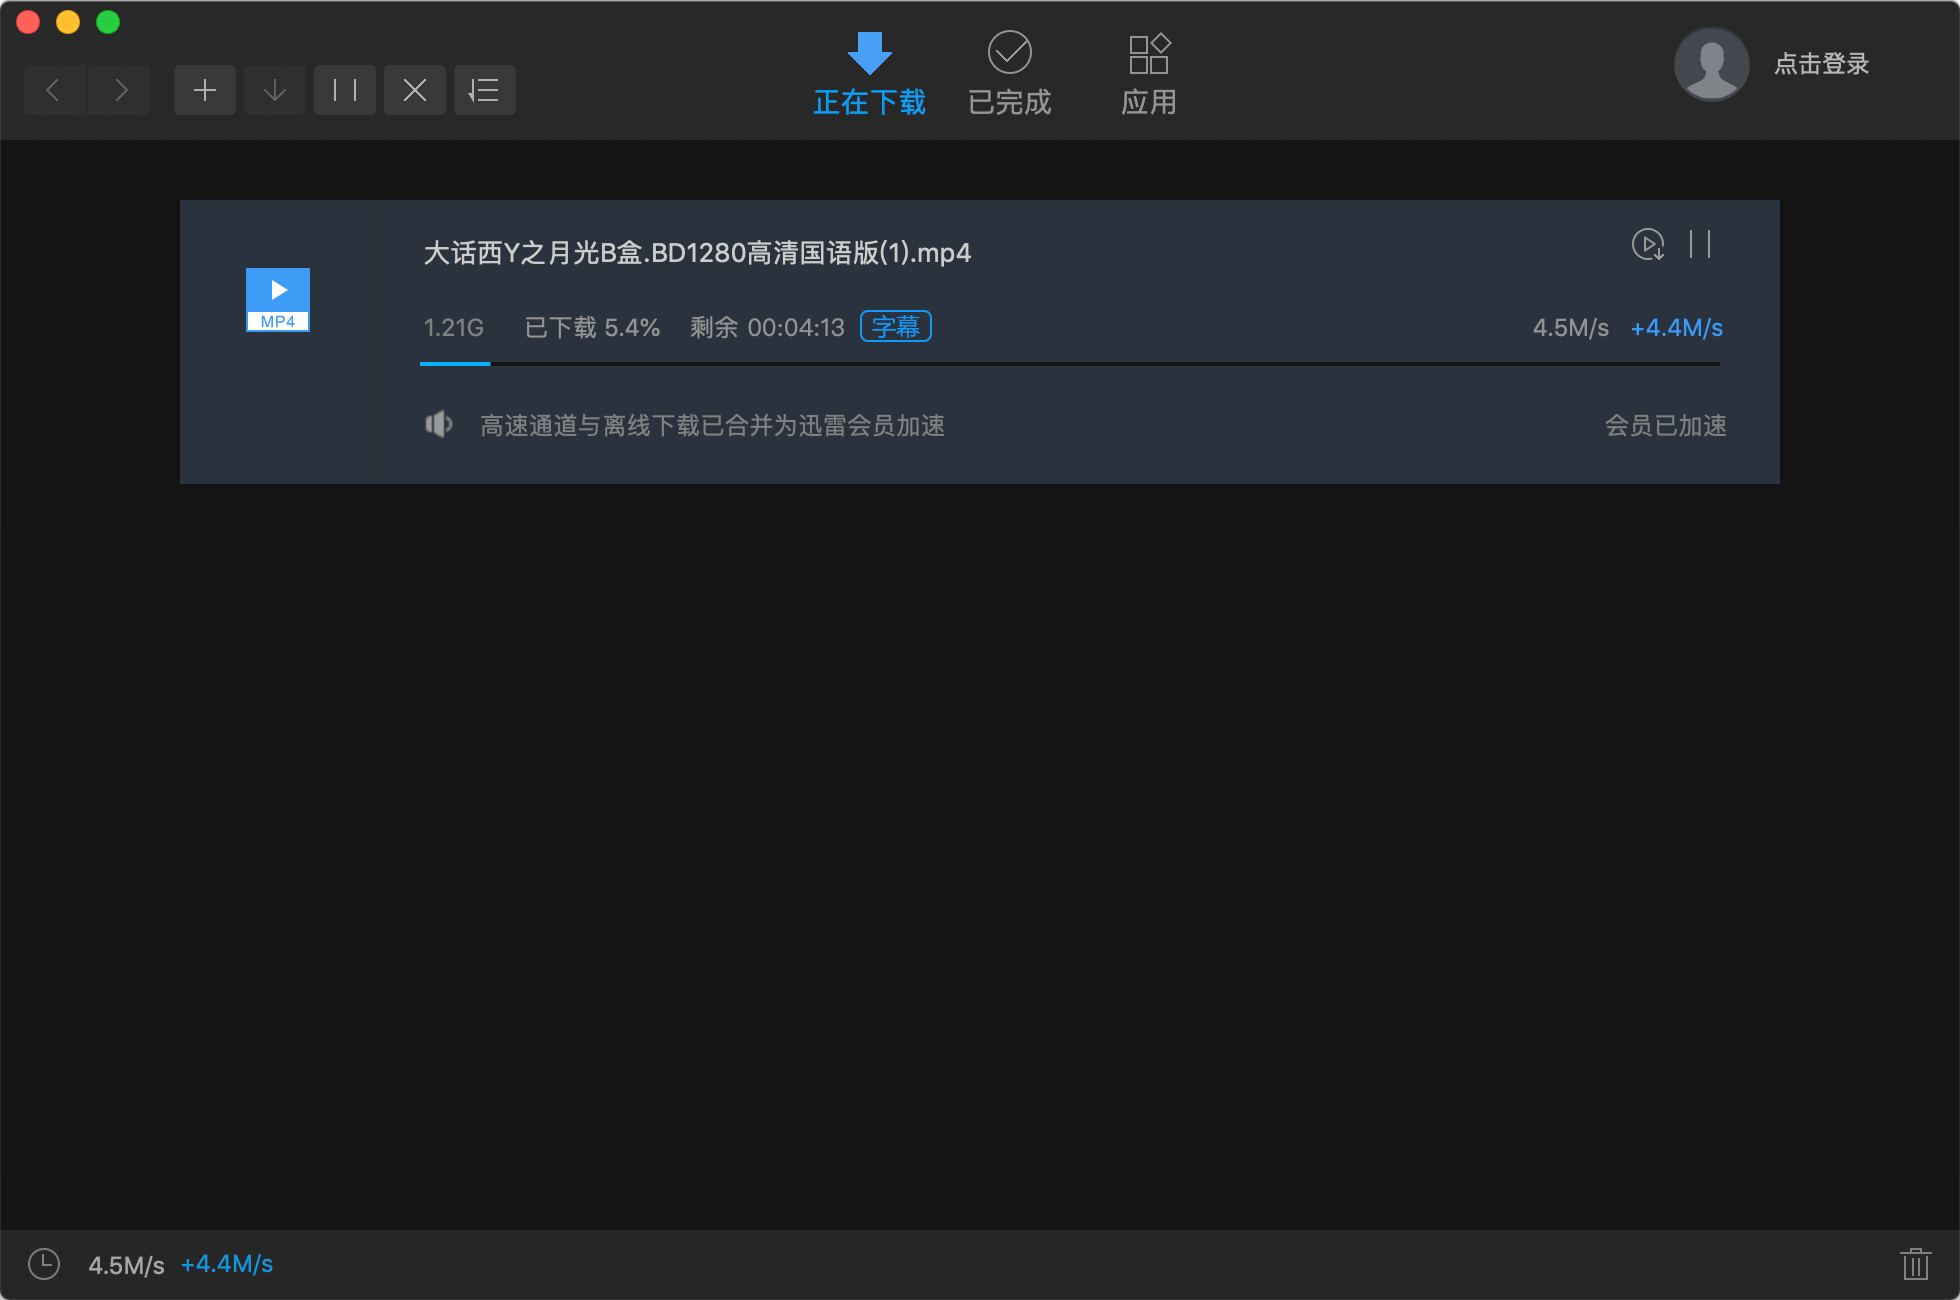 正在下载
已完成
应用
点击登录
大话西Y之月光B盒.BD1280高清国语版(1).mp4
MP4
1.21G 已下载 5.4% 剩余 00:04:13 字幕 4.5M/s +4.4M/s
高速通道与离线下载已合并为迅雷会员加速 会员已加速
4.5M/s +4.4M/s